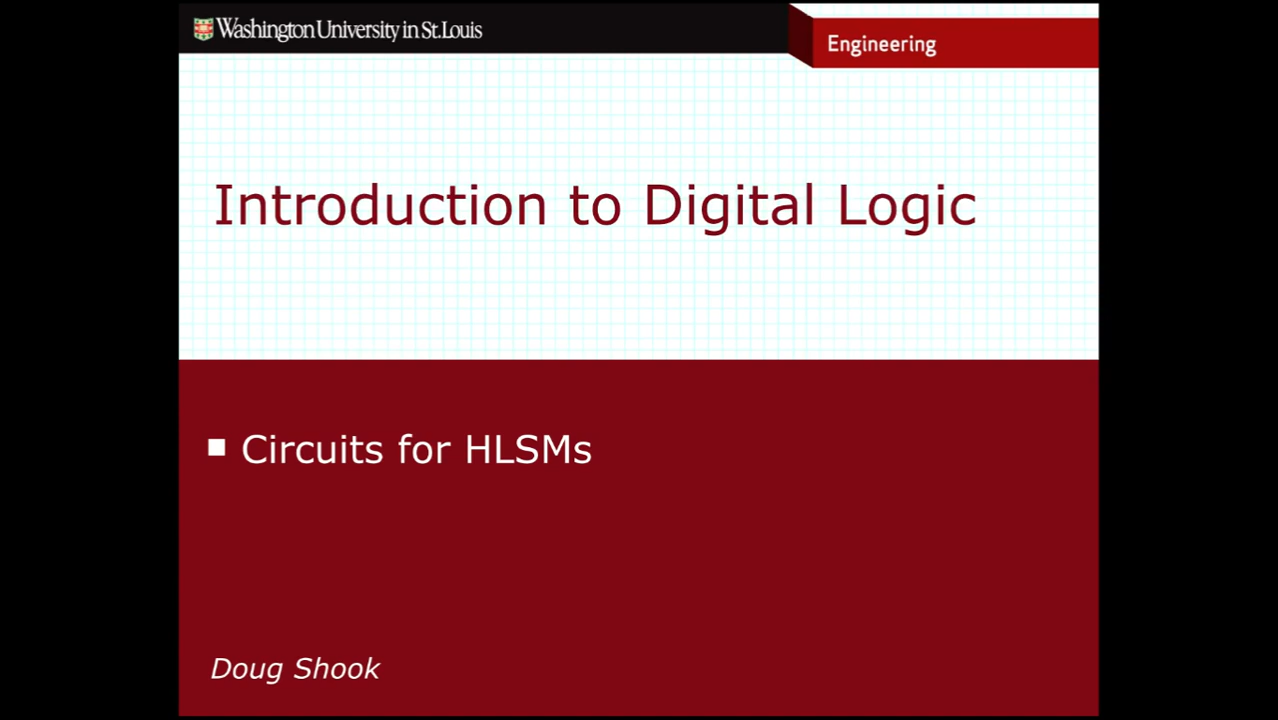 Washington University in St.Louis
Engineering
Introduction to Digital Logic
Circuits for HLSMs
Doug Shook